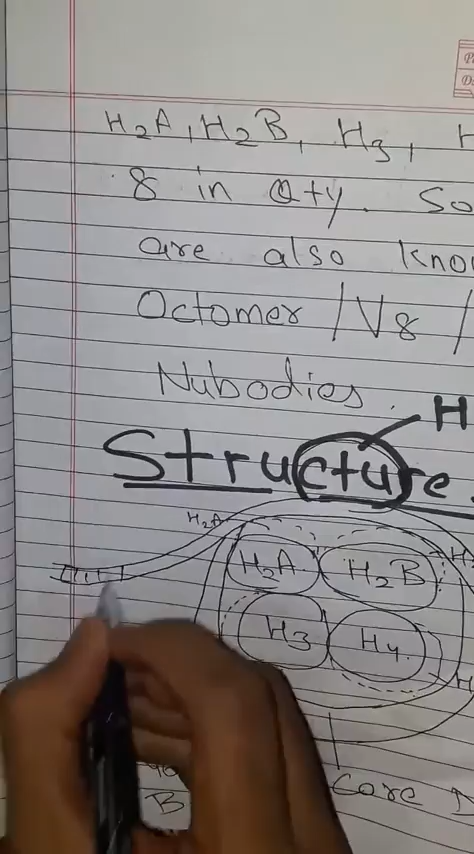 H2A, H2B, H3, H
8 in Qty. So
are also kno
Octomer / V8 /
Nubodies.
H
Structure
H2A
H2A H2B
H3 H4
Core D
B